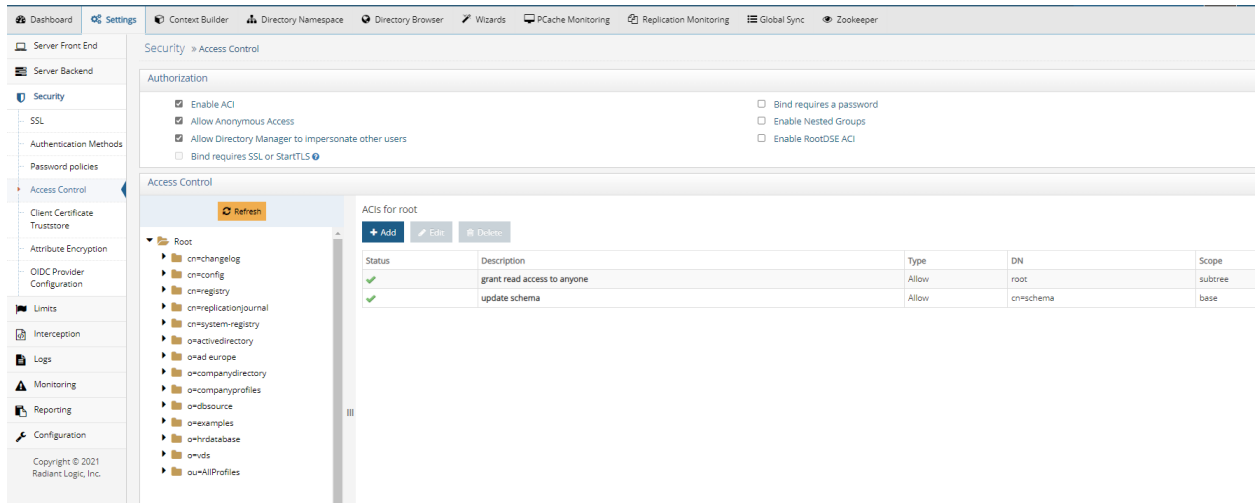 Dashboard Settings Context Builder Directory Namespace Directory Browser Wizards PCache Monitoring Replication Monitoring Global Sync Zookeeper
Server Front End
Server Backend
Security
SSL
Authentication Methods
Password policies
Access Control
Client Certificate
Truststore
Attribute Encryption
OIDC Provider
Configuration
Limits
Interception
Logs
Monitoring
Reporting
Configuration
Copyright © 2021
Radiant Logic, Inc.
Security » Access Control
Authorization
Enable ACI
Allow Anonymous Access
Allow Directory Manager to impersonate other users
Bind requires SSL or StartTLS
Bind requires a password
Enable Nested Groups
Enable RootDSE ACI
Access Control
Refresh
Root
cn=changelog
cn=config
cn=registry
cn=replicationjournal
cn=system-registry
o=activedirectory
o=ad europe
o=companydirectory
o=companyprofiles
o=dbsource
o=examples
o=hrdatabase
o=vds
ou=AllProfiles
ACIs for root
Add Edit Delete
Status Description Type DN Scope
grant read access to anyone Allow root subtree
update schema Allow cn=schema base